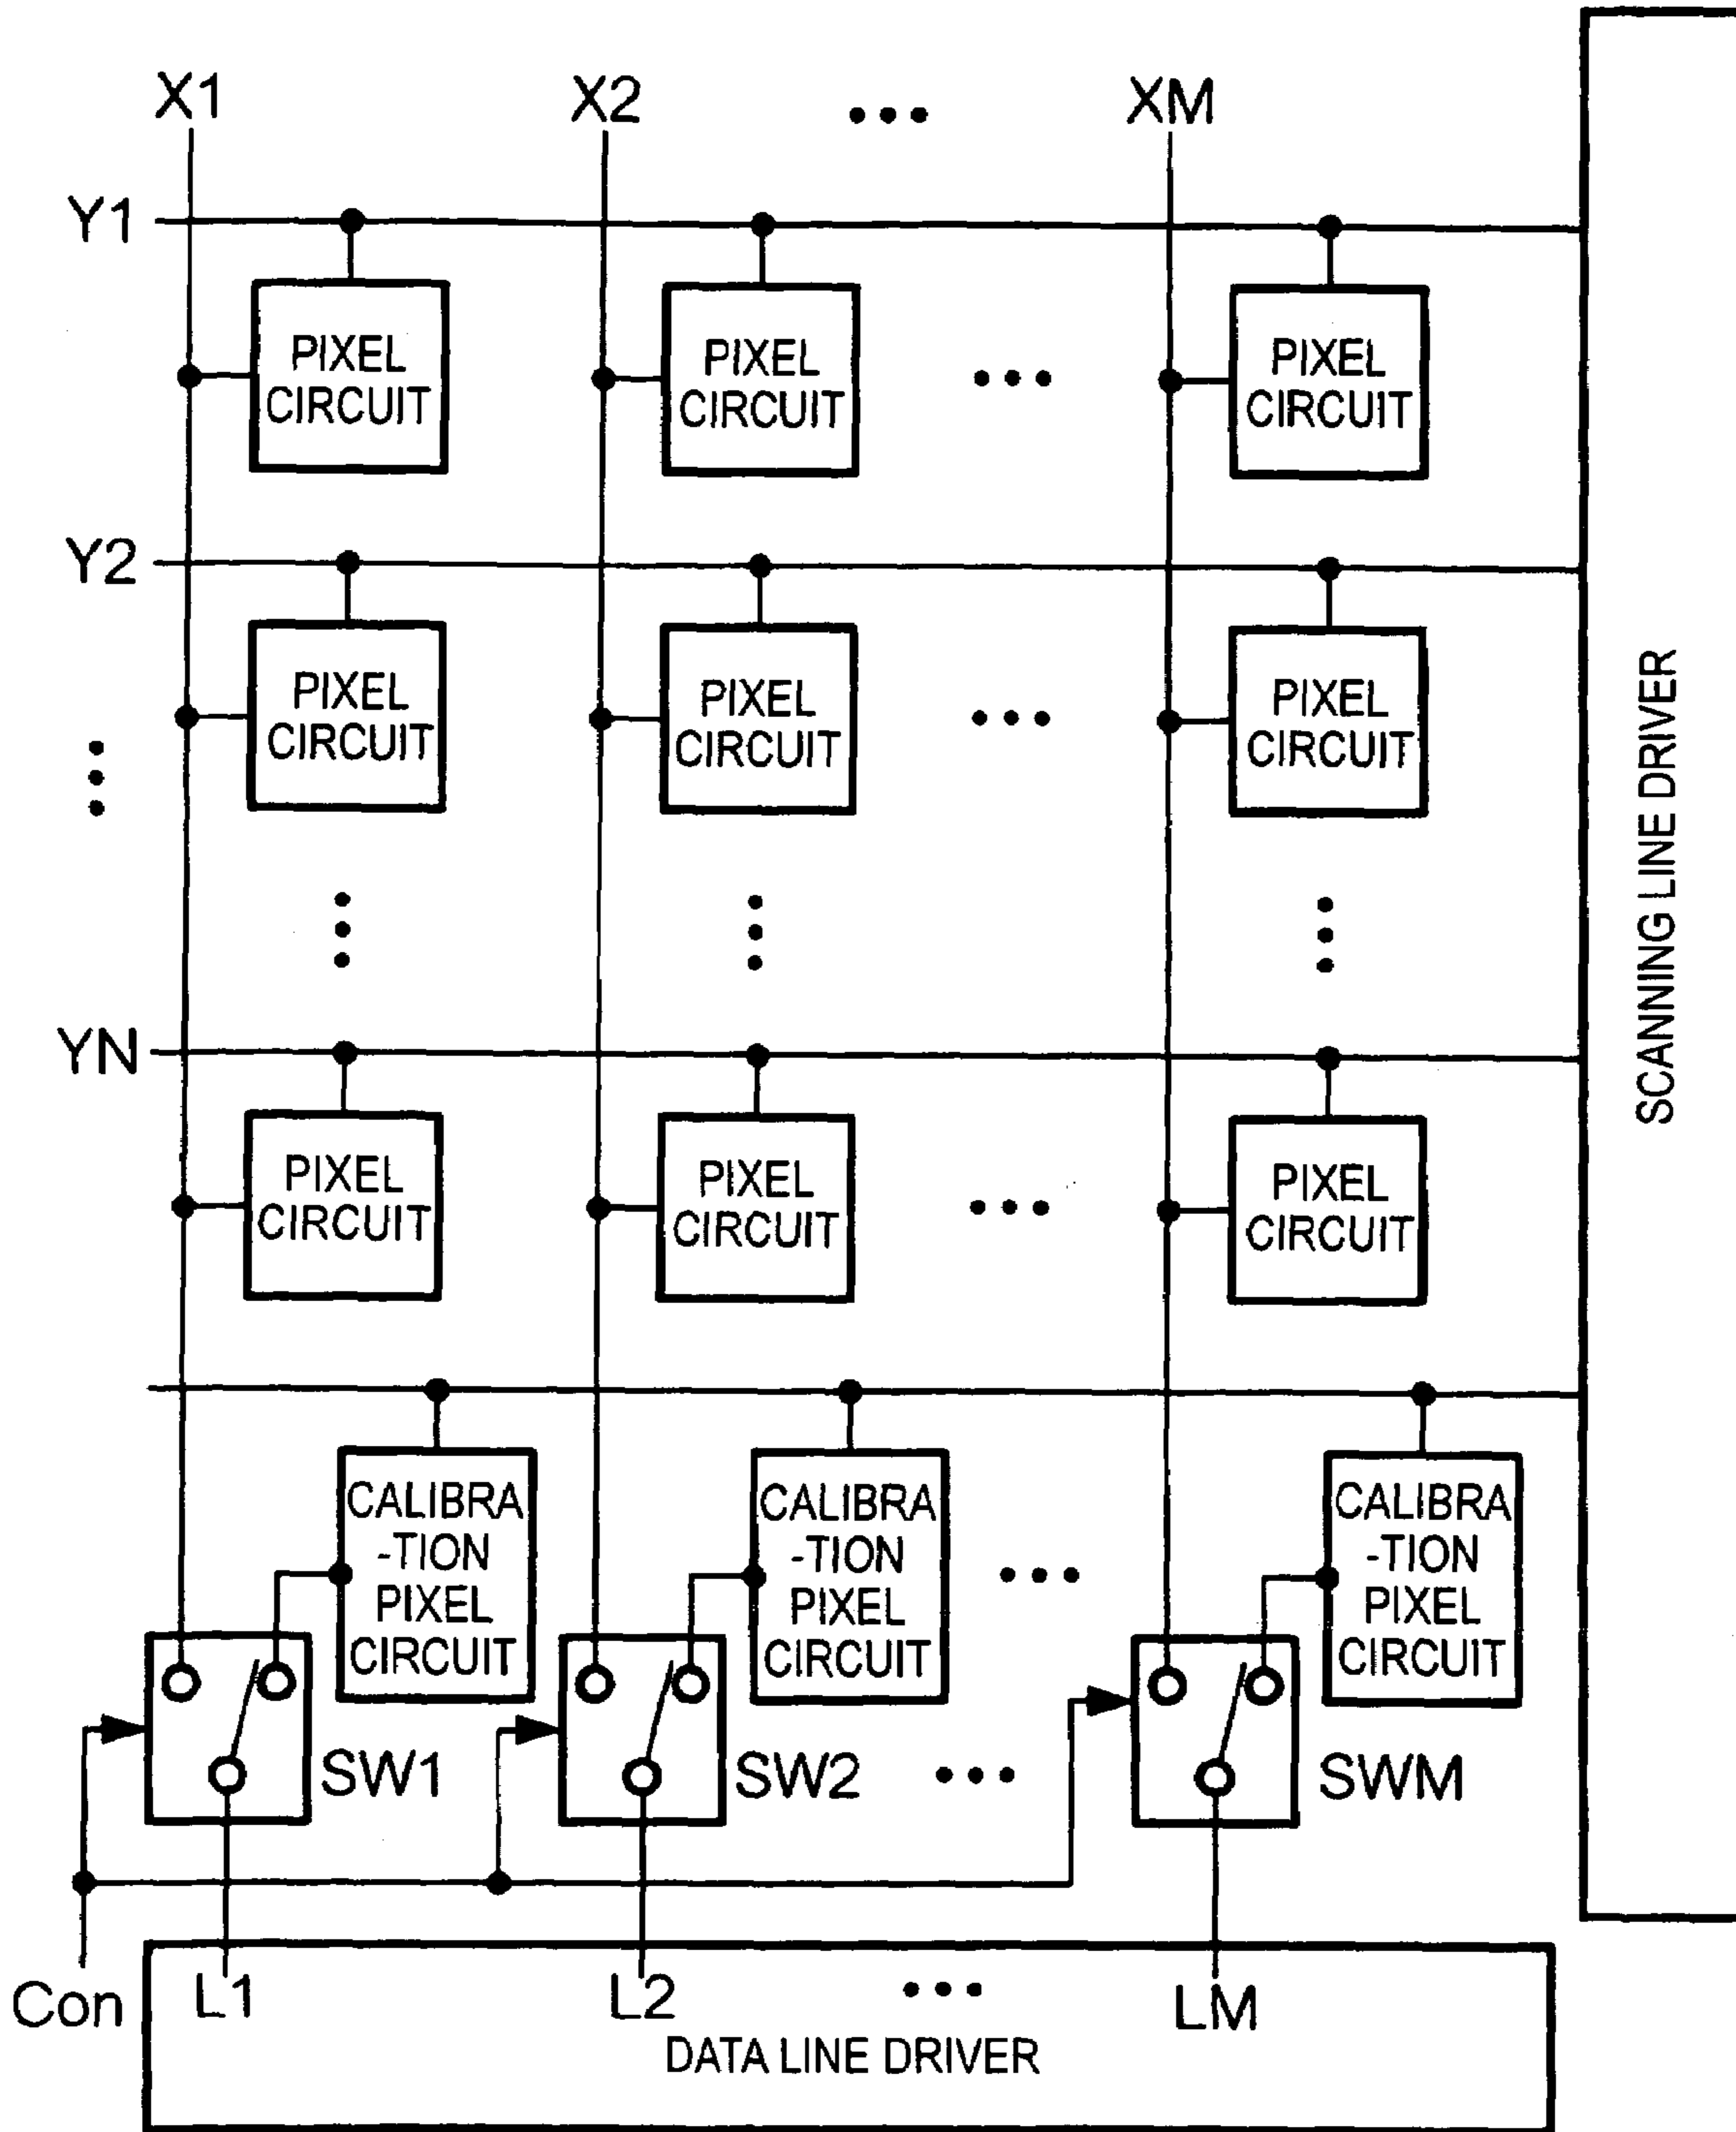 X1 X2 ••• XM
Y1
PIXEL CIRCUIT
PIXEL CIRCUIT
•••
PIXEL CIRCUIT
Y2
PIXEL CIRCUIT
PIXEL CIRCUIT
•••
PIXEL CIRCUIT
SCANNING LINE DRIVER
YN
PIXEL CIRCUIT
PIXEL CIRCUIT
•••
PIXEL CIRCUIT
CALIBRA
-TION
PIXEL
CIRCUIT
CALIBRA
-TION
PIXEL
CIRCUIT
•••
CALIBRA
-TION
PIXEL
CIRCUIT
SW1 SW2 ••• SWM
Con L1 L2 ••• LM
DATA LINE DRIVER